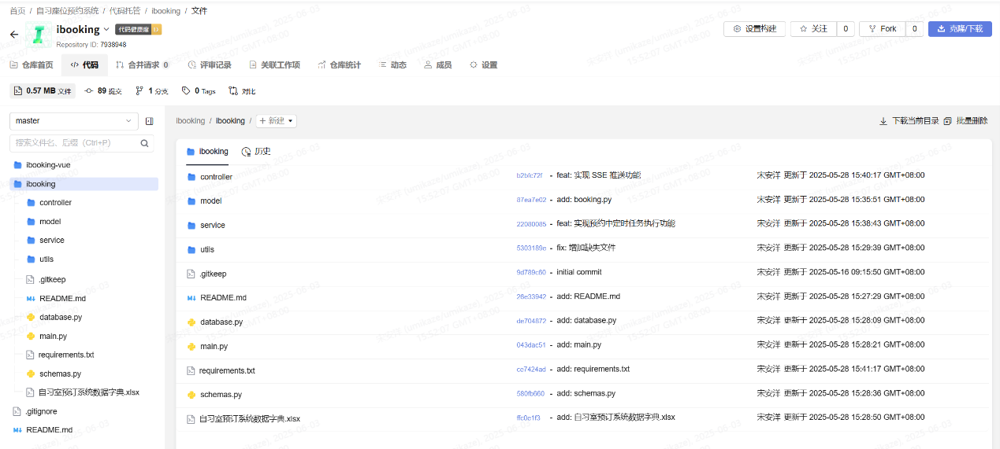 首页 / 自习座位预约系统 / 代码托管 / ibooking / 文件
ibooking 代码健康度
Repository ID: 7938948
设置构建 关注 0 Fork 0 克隆/下载
仓库首页 代码 合并请求 0 评审记录 关联工作项 仓库统计 动态 成员 设置
0.57 MB 文件 89 提交 1 分支 0 Tags 对比
master
ibooking / ibooking / + 新建
下载当前目录 批量删除
搜索文件名、后缀 (Ctrl+P)
ibooking-vue
ibooking
controller
model
service
utils
.gitkeep
README.md
database.py
main.py
requirements.txt
schemas.py
自习室预订系统数据字典.xlsx
.gitignore
README.md
ibooking 历史
controller b2bfc72f - feat: 实现 SSE 推送功能 宋安洋 更新于 2025-05-28 15:40:17 GMT+08:00
model 87ea7e02 - add: booking.py 宋安洋 更新于 2025-05-28 15:35:51 GMT+08:00
service 22080085 - feat: 实现预约中定时任务执行功能 宋安洋 更新于 2025-05-28 15:38:43 GMT+08:00
utils 5303189e - fix: 增加缺失文件 宋安洋 更新于 2025-05-28 15:29:39 GMT+08:00
.gitkeep 9d789c60 - initial commit 宋安洋 更新于 2025-05-16 09:15:50 GMT+08:00
README.md 26e33942 - add: README.md 宋安洋 更新于 2025-05-28 15:27:29 GMT+08:00
database.py de704872 - add: database.py 宋安洋 更新于 2025-05-28 15:28:09 GMT+08:00
main.py 043dac51 - add: main.py 宋安洋 更新于 2025-05-28 15:28:21 GMT+08:00
requirements.txt ce7424ad - add: requirements.txt 宋安洋 更新于 2025-05-28 15:41:17 GMT+08:00
schemas.py 580fb660 - add: schemas.py 宋安洋 更新于 2025-05-28 15:28:36 GMT+08:00
自习室预订系统数据字典.xlsx ffc0e1f3 - add: 自习室预订系统数据字典.xlsx 宋安洋 更新于 2025-05-28 15:28:50 GMT+08:00
宋安洋 (umikaze), 2025-06-03
15:52:07 GMT+08:00